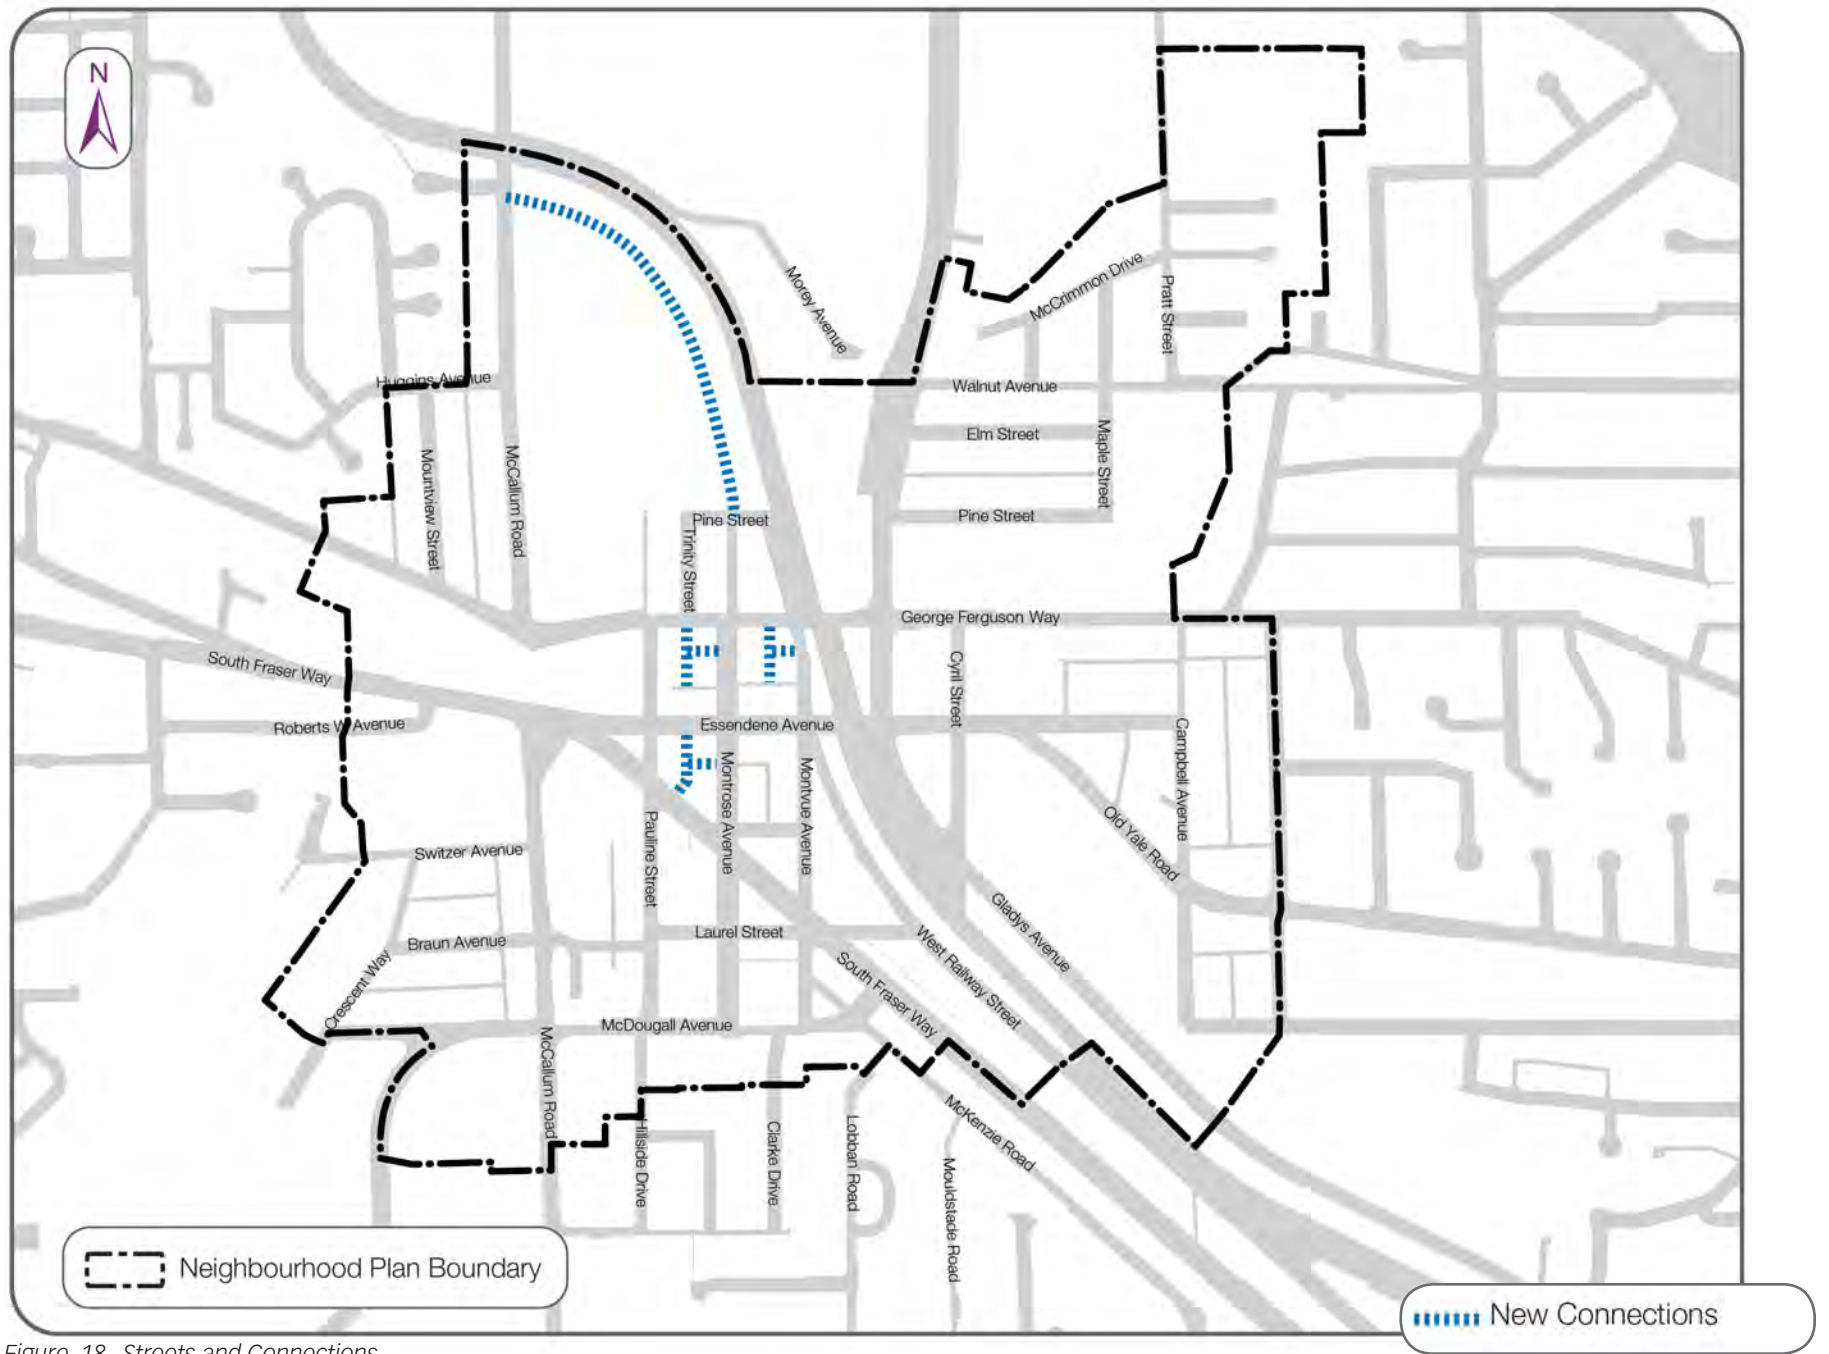 N
Morey Avenue
McCrimmon Drive
Pratt Street
Huggins Avenue
Walnut Avenue
Elm Street
Maple Street
Mountview Street
McCallum Road
Pine Street
Pine Street
Trinity Street
George Ferguson Way
South Fraser Way
Cyril Street
Roberts W Avenue
Essendene Avenue
Campbell Avenue
Montrose Avenue
Montvue Avenue
Old Yale Road
Pauline Street
Switzer Avenue
Gladys Avenue
Laurel Street
West Railway Street
Braun Avenue
Crescent Way
South Fraser Way
McDougall Avenue
McCallum Road
Hillside Drive
Clarke Drive
Lobban Road
McKenzie Road
Mouldstade Road
Neighbourhood Plan Boundary
New Connections
Figure 18. Streets and Connections